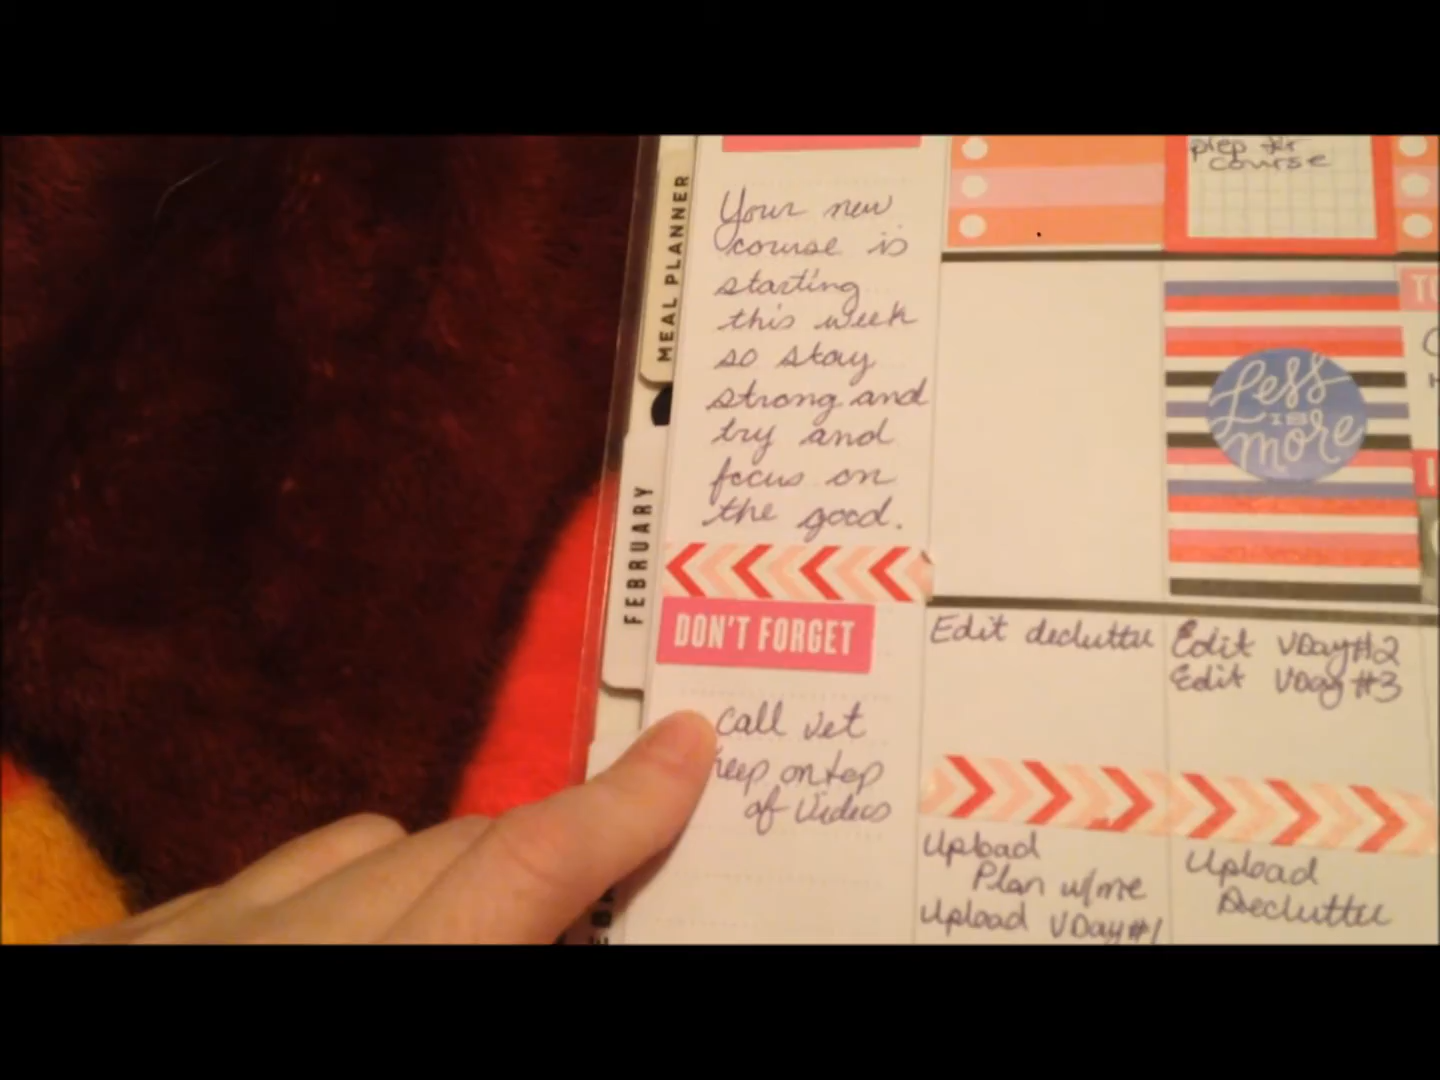 MEAL PLANNER
FEBRUARY
Your new
course is
starting
this week
so stay
strong and
try and
focus on
the good.
DON'T FORGET
Call vet
keep on top
of Videos
prep for
course
Less
IS
more
Edit declutter
Upload
Plan w/me
Upload VDay#1
Edit VDay#2
Edit VDay#3
Upload
Declutter